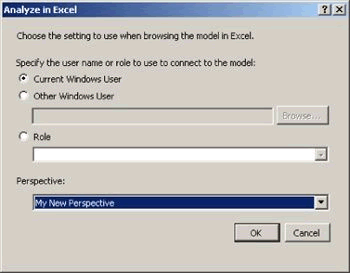 Analyze in Excel
Choose the setting to use when browsing the model in Excel.
Specify the user name or role to use to connect to the model:
Current Windows User
Other Windows User
Browse...
Role
Perspective:
My New Perspective
OK
Cancel